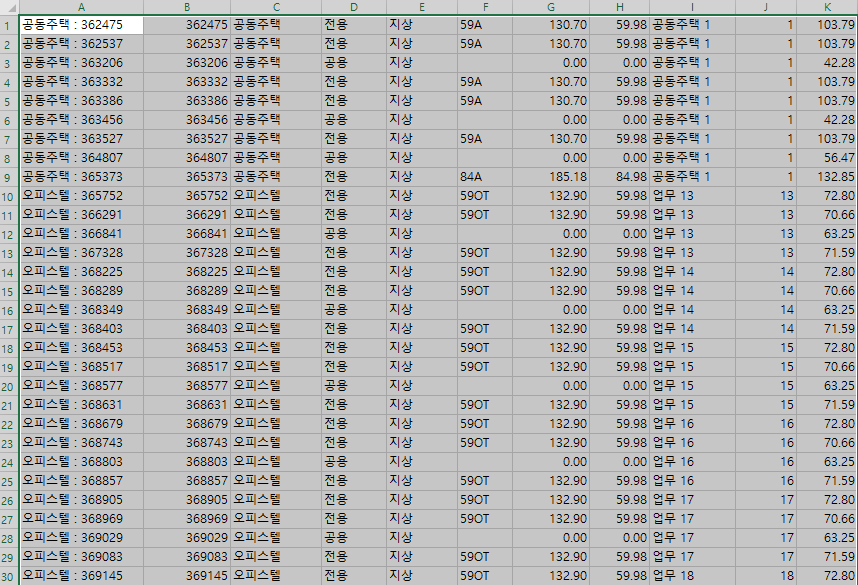 A B C D E F G H I J K
1 공동주택 : 362475 362475 공동주택 전용 지상 59A 130.70 59.98 공동주택 1 1 103.79
2 공동주택 : 362537 362537 공동주택 전용 지상 59A 130.70 59.98 공동주택 1 1 103.79
3 공동주택 : 363206 363206 공동주택 공용 지상 0.00 0.00 공동주택 1 1 42.28
4 공동주택 : 363332 363332 공동주택 전용 지상 59A 130.70 59.98 공동주택 1 1 103.79
5 공동주택 : 363386 363386 공동주택 전용 지상 59A 130.70 59.98 공동주택 1 1 103.79
6 공동주택 : 363456 363456 공동주택 공용 지상 0.00 0.00 공동주택 1 1 42.28
7 공동주택 : 363527 363527 공동주택 전용 지상 59A 130.70 59.98 공동주택 1 1 103.79
8 공동주택 : 364807 364807 공동주택 공용 지상 0.00 0.00 공동주택 1 1 56.47
9 공동주택 : 365373 365373 공동주택 전용 지상 84A 185.18 84.98 공동주택 1 1 132.85
10 오피스텔 : 365752 365752 오피스텔 전용 지상 59OT 132.90 59.98 업무 13 13 72.80
11 오피스텔 : 366291 366291 오피스텔 전용 지상 59OT 132.90 59.98 업무 13 13 70.66
12 오피스텔 : 366841 366841 오피스텔 공용 지상 0.00 0.00 업무 13 13 63.25
13 오피스텔 : 367328 367328 오피스텔 전용 지상 59OT 132.90 59.98 업무 13 13 71.59
14 오피스텔 : 368225 368225 오피스텔 전용 지상 59OT 132.90 59.98 업무 14 14 72.80
15 오피스텔 : 368289 368289 오피스텔 전용 지상 59OT 132.90 59.98 업무 14 14 70.66
16 오피스텔 : 368349 368349 오피스텔 공용 지상 0.00 0.00 업무 14 14 63.25
17 오피스텔 : 368403 368403 오피스텔 전용 지상 59OT 132.90 59.98 업무 14 14 71.59
18 오피스텔 : 368453 368453 오피스텔 전용 지상 59OT 132.90 59.98 업무 15 15 72.80
19 오피스텔 : 368517 368517 오피스텔 전용 지상 59OT 132.90 59.98 업무 15 15 70.66
20 오피스텔 : 368577 368577 오피스텔 공용 지상 0.00 0.00 업무 15 15 63.25
21 오피스텔 : 368631 368631 오피스텔 전용 지상 59OT 132.90 59.98 업무 15 15 71.59
22 오피스텔 : 368679 368679 오피스텔 전용 지상 59OT 132.90 59.98 업무 16 16 72.80
23 오피스텔 : 368743 368743 오피스텔 전용 지상 59OT 132.90 59.98 업무 16 16 70.66
24 오피스텔 : 368803 368803 오피스텔 공용 지상 0.00 0.00 업무 16 16 63.25
25 오피스텔 : 368857 368857 오피스텔 전용 지상 59OT 132.90 59.98 업무 16 16 71.59
26 오피스텔 : 368905 368905 오피스텔 전용 지상 59OT 132.90 59.98 업무 17 17 72.80
27 오피스텔 : 368969 368969 오피스텔 전용 지상 59OT 132.90 59.98 업무 17 17 70.66
28 오피스텔 : 369029 369029 오피스텔 공용 지상 0.00 0.00 업무 17 17 63.25
29 오피스텔 : 369083 369083 오피스텔 전용 지상 59OT 132.90 59.98 업무 17 17 71.59
30 오피스텔 : 369145 369145 오피스텔 전용 지상 59OT 132.90 59.98 업무 18 18 72.80